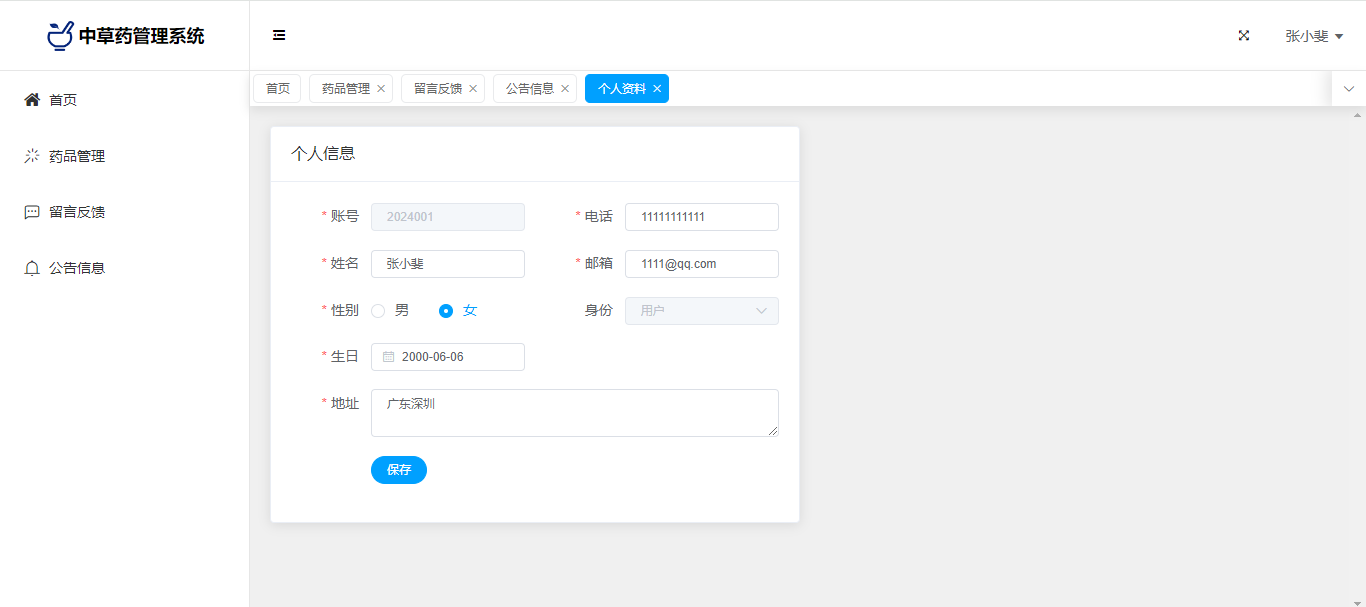 中草药管理系统
张小斐
首页
药品管理
留言反馈
公告信息
首页
药品管理
留言反馈
公告信息
个人资料
个人信息
* 账号 2024001
* 电话 11111111111
* 姓名 张小斐
* 邮箱 1111@qq.com
* 性别 男 女
身份 用户
* 生日 2000-06-06
* 地址 广东深圳
保存